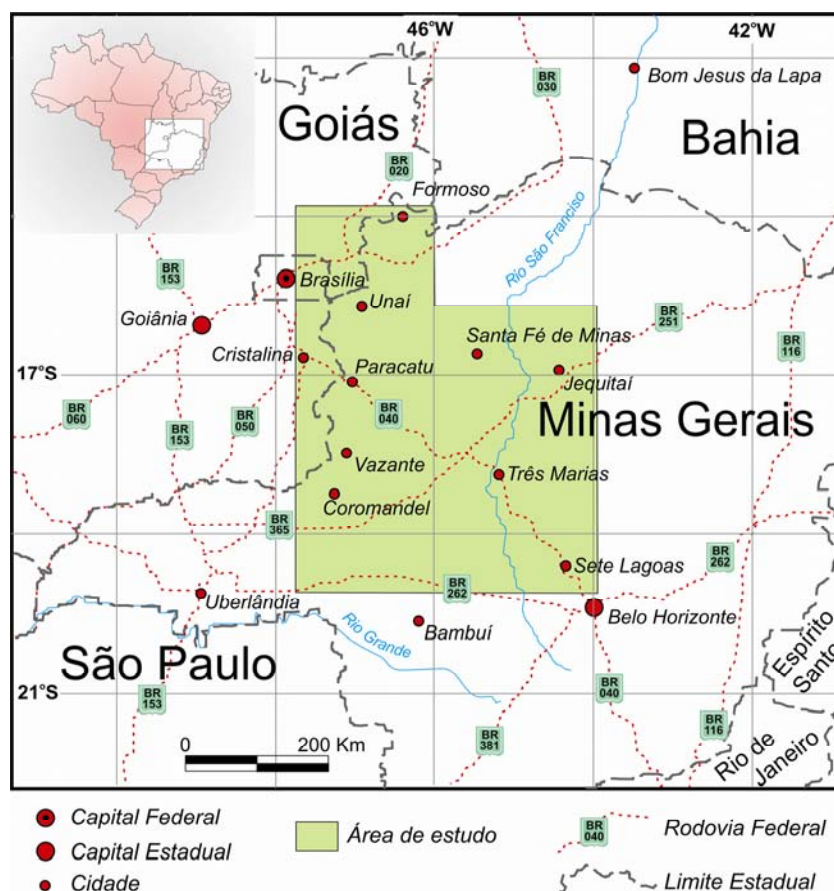 46°W
42°W
Bom Jesus da Lapa
BR
030
Goiás
Bahia
BR
020
Formoso
Rio São Franciso
BR
153
Brasília
Unaí
Goiânia
BR
251
Santa Fé de Minas
Cristalina
BR
116
Paracatu
17°S
Jequitaí
BR
060
BR
050
BR
040
Minas Gerais
BR
153
Vazante
Três Marias
Coromandel
BR
365
Sete Lagoas
BR
262
BR
262
Uberlândia
Belo Horizonte
Bambuí
Rio Grande
Espírito
Santo
São Paulo
21°S
BR
153
BR
040
0
200 Km
BR
381
BR
116
Rio de
Janeiro
Capital Federal
Capital Estadual
Cidade
Área de estudo
BR
040
Rodovia Federal
Limite Estadual